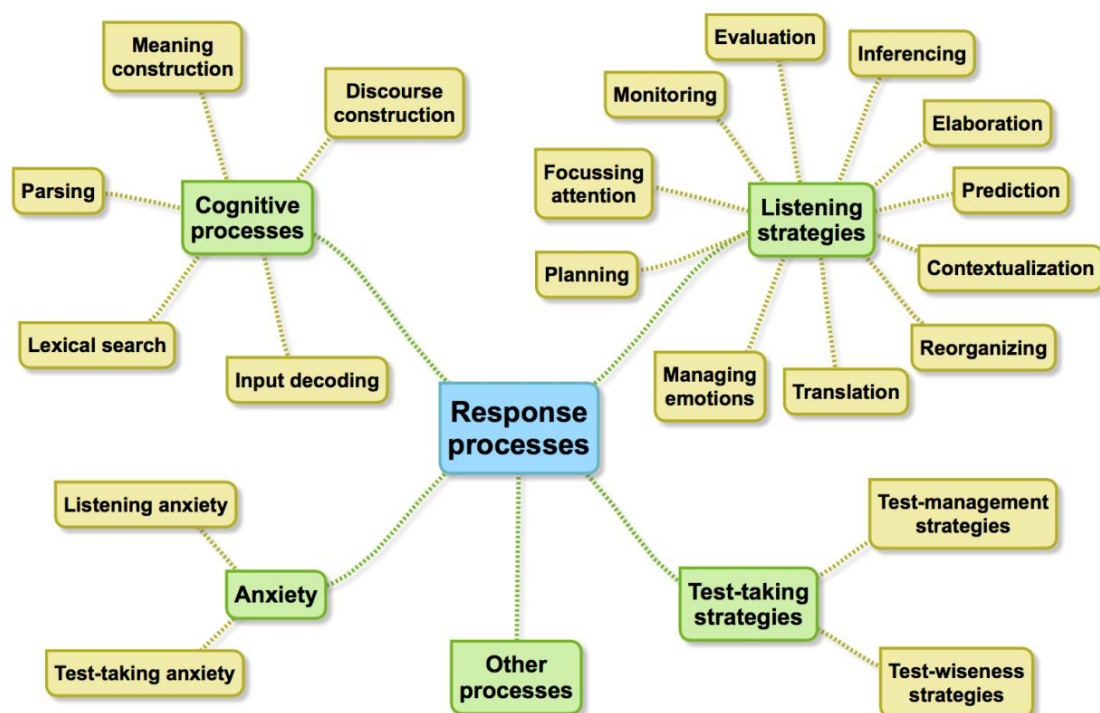 Meaning
construction
Discourse
construction
Parsing
Cognitive
processes
Lexical search
Input decoding
Evaluation
Inferencing
Monitoring
Elaboration
Focussing
attention
Prediction
Listening
strategies
Planning
Contextualization
Reorganizing
Managing
emotions
Translation
Response
processes
Listening anxiety
Anxiety
Test-taking anxiety
Other
processes
Test-management
strategies
Test-taking
strategies
Test-wiseness
strategies